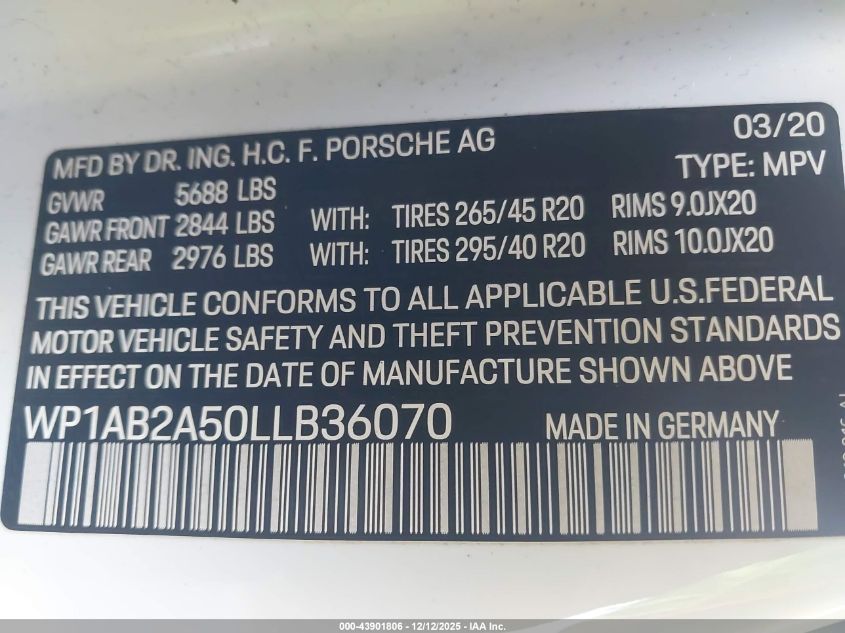 MFD BY DR. ING. H.C. F. PORSCHE AG 03/20
TYPE: MPV
GVWR 5688 LBS
GAWR FRONT 2844 LBS WITH: TIRES 265/45 R20 RIMS 9.0JX20
GAWR REAR 2976 LBS WITH: TIRES 295/40 R20 RIMS 10.0JX20
THIS VEHICLE CONFORMS TO ALL APPLICABLE U.S.FEDERAL
MOTOR VEHICLE SAFETY AND THEFT PREVENTION STANDARDS
IN EFFECT ON THE DATE OF MANUFACTURE SHOWN ABOVE
WP1AB2A50LLB36070 MADE IN GERMANY
000-43901806 - 12/12/2025 - IAA Inc.